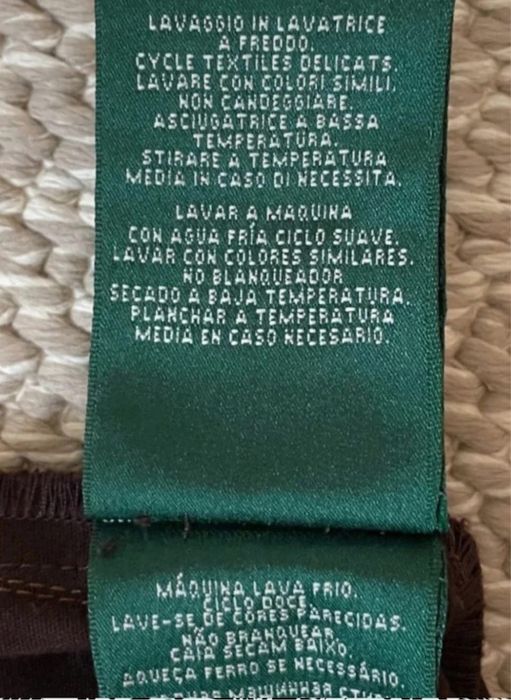 LAVAGGIO IN LAVATRICE
A FREDDO.
CYCLE TEXTILES DELICATS.
LAVARE CON COLORI SIMILI.
NON CANDEGGIARE.
ASCIUGATRICE A BASSA
TEMPERATURA.
STIRARE A TEMPERATURA
MEDIA IN CASO DI NECESSITA.
LAVAR A MAQUINA
CON AGUA FRÍA CICLO SUAVE.
LAVAR CON COLORES SIMILARES.
NO BLANQUEADOR
SECADO A BAJA TEMPERATURA.
PLANCHAR A TEMPERATURA
MEDIA EN CASO NECESARIO.
MÁQUINA LAVA FRIO.
CICLO DOCE
LAVE-SE DE CORES PARECIDAS.
NÃO BRANQUEAR
CAIA SECAM BAIXO.
AQUEÇA FERRO SE NECESSÁRIO.